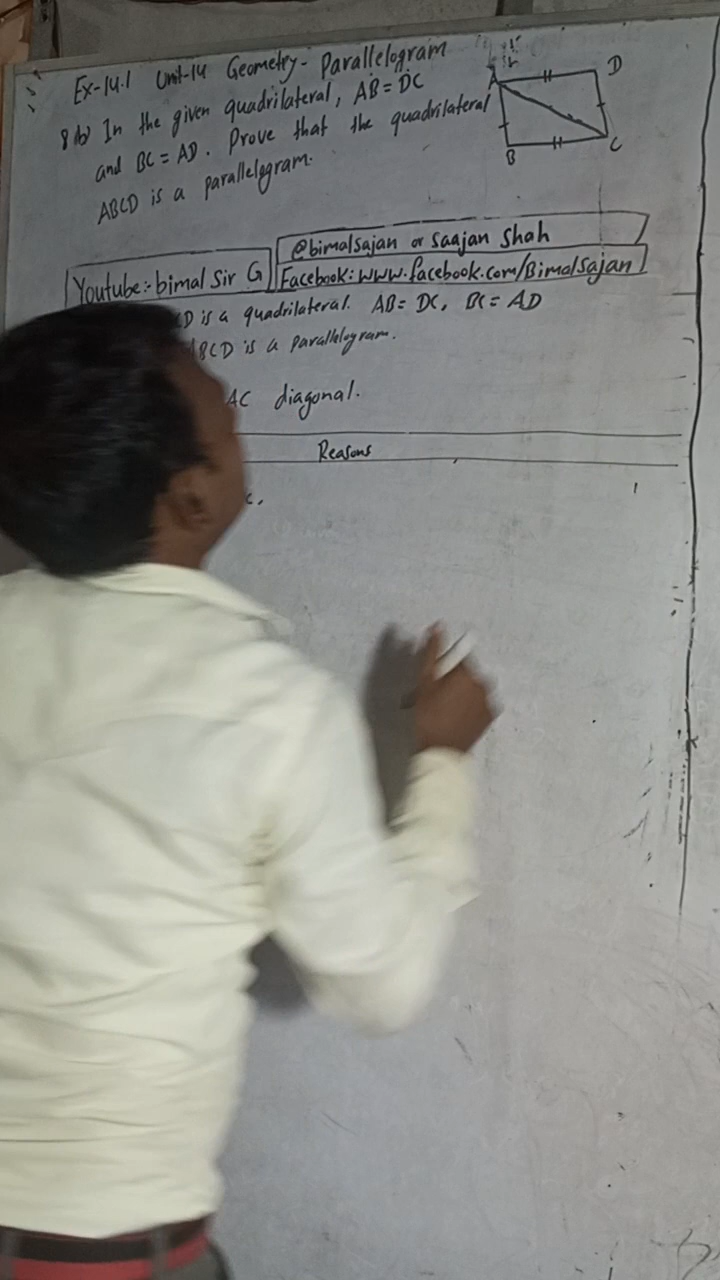 Ex-14.1 Unit-14 Geometry- Parallelogram
8 b) In the given quadrilateral, AB = DC
and BC = AD. Prove that the quadrilateral
ABCD is a parallelogram.
A D
B C
@bimalsajan or Saajan Shah
Youtube:- bimal Sir G
Facebook: www.facebook.com/BimalSajan
CD is a quadrilateral. AB = DC, BC = AD
BCD is a parallelogram.
AC diagonal.
Reasons